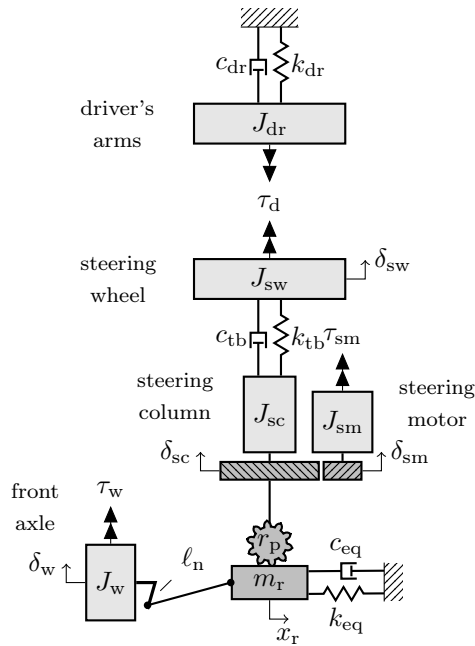 c_dr k_dr
driver's
arms
J_dr
τ_d
steering
wheel
J_sw
δ_sw
c_tb k_tb τ_sm
steering
column
J_sc
J_sm
steering
motor
δ_sc
δ_sm
front
axle
τ_w
r_p
δ_w
J_w
ℓ_n
m_r
c_eq
k_eq
x_r